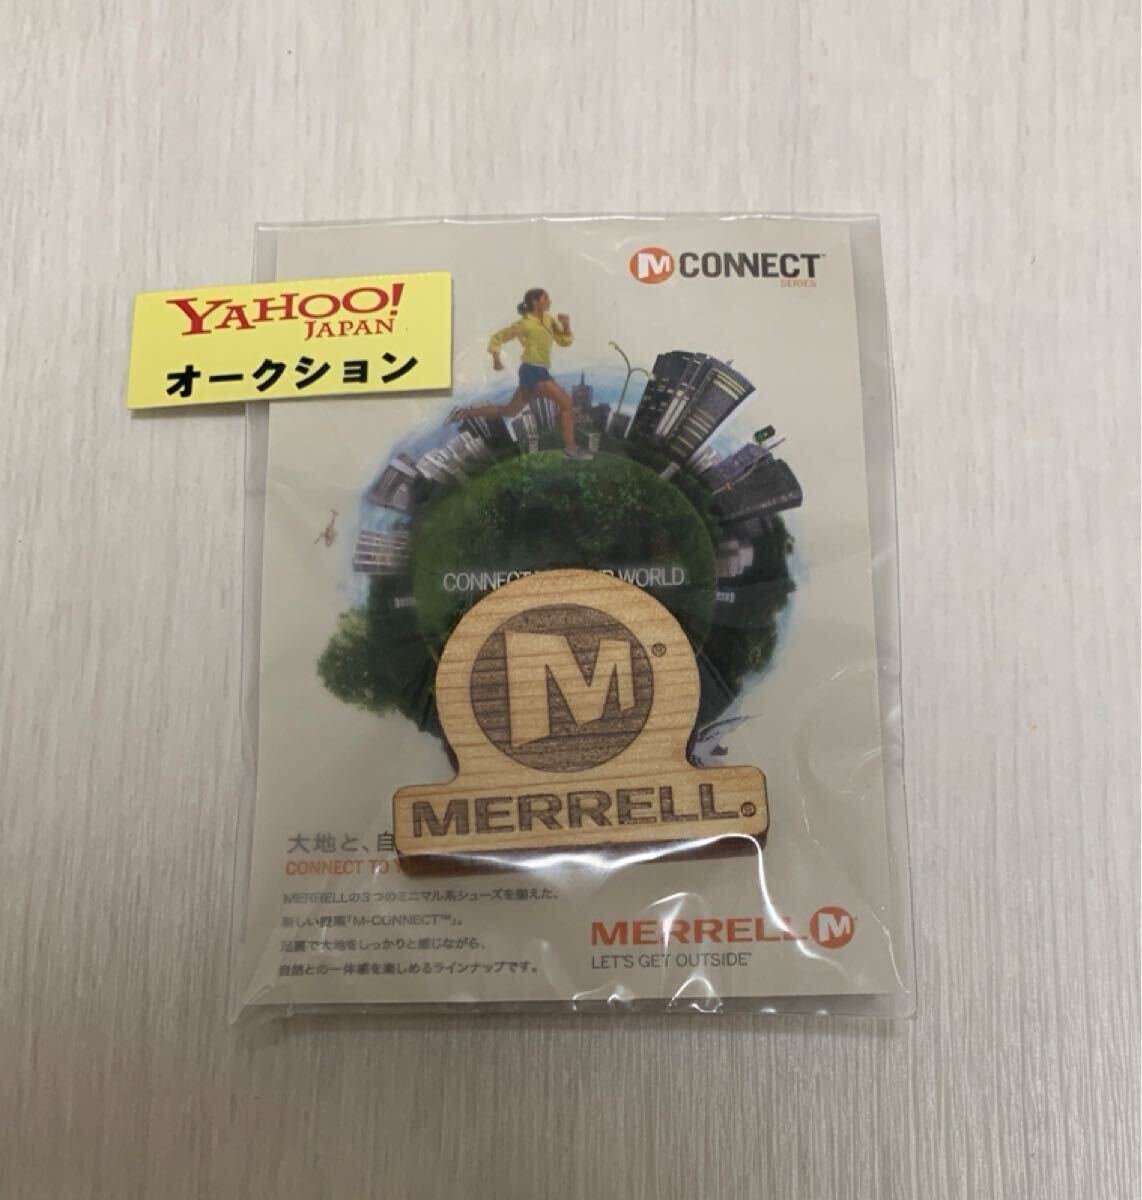 M CONNECT™
SERIES
YAHOO!
JAPAN
オークション
CONNECT WORLD
M®
MERRELL®
大地と、自
CONNECT TO Y
MERRELLの3つのミニマル系シューズを揃えた、
新しい提案「M-CONNECT™」。
足裏で大地をしっかりと感じながら、
自然との一体感を楽しめるラインナップです。
MERRELL M®
LET'S GET OUTSIDE™